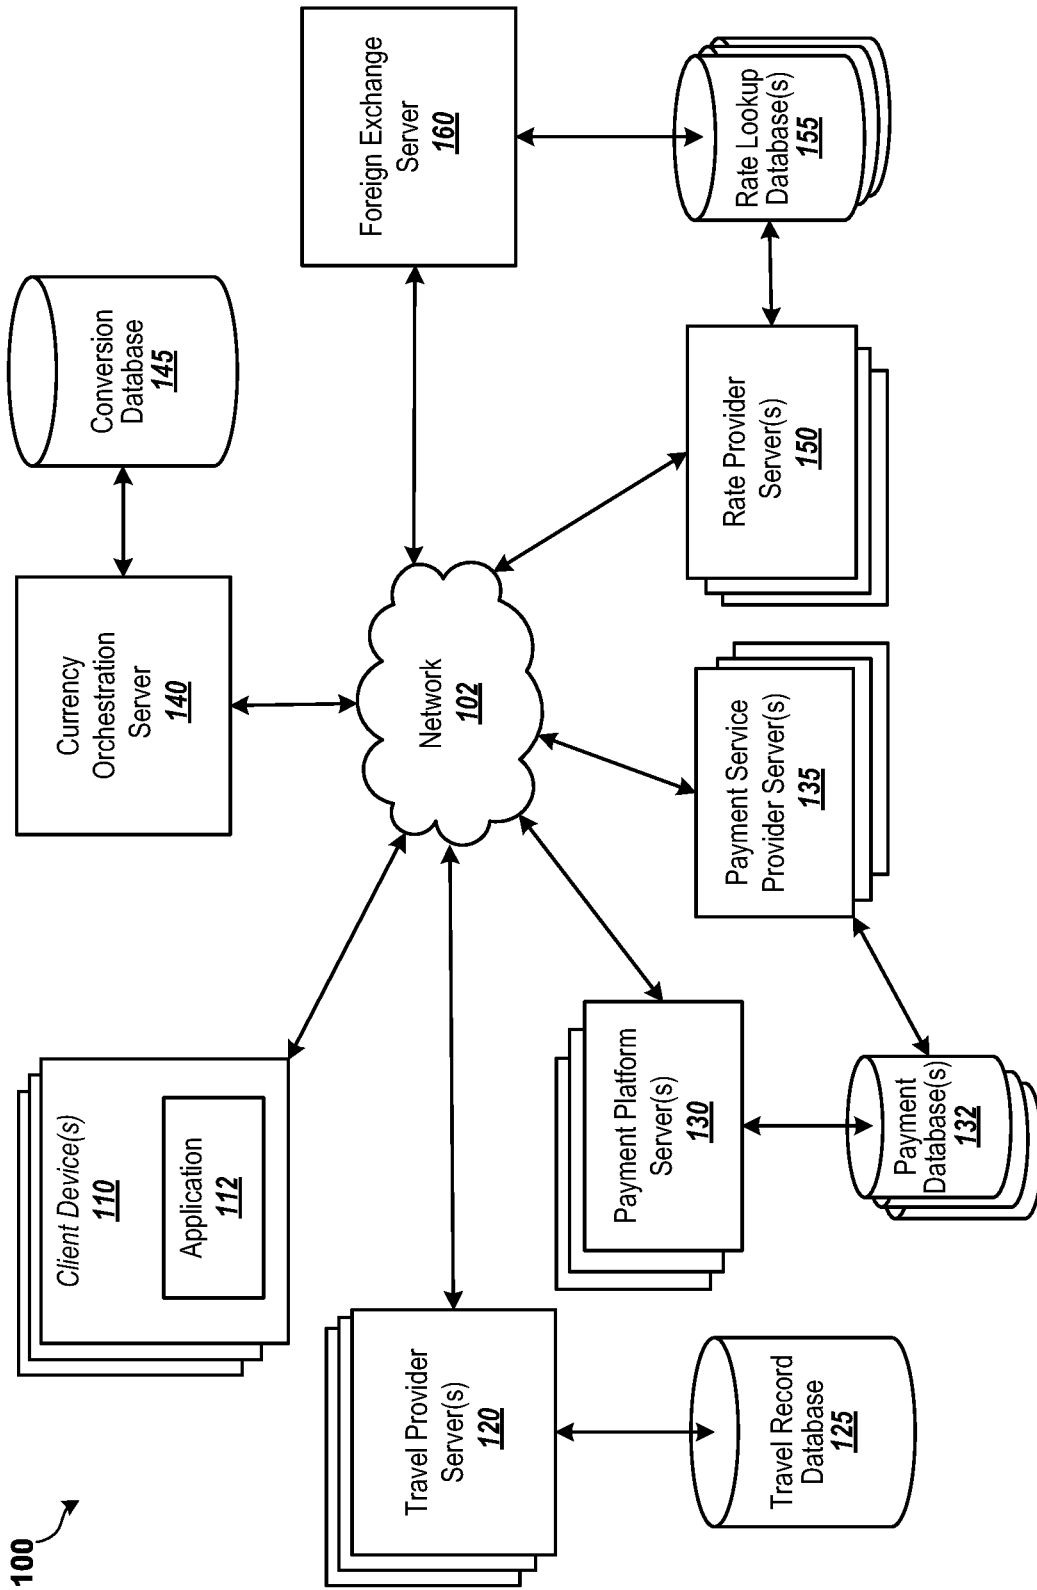 100
Client Device(s)
110
Application
112
Currency
Orchestration
Server
140
Conversion
Database
145
Travel Provider
Server(s)
120
Network
102
Foreign Exchange
Server
160
Payment Platform
Server(s)
130
Payment Service
Provider Server(s)
135
Rate Provider
Server(s)
150
Rate Lookup
Database(s)
155
Travel Record
Database
125
Payment
Database(s)
132